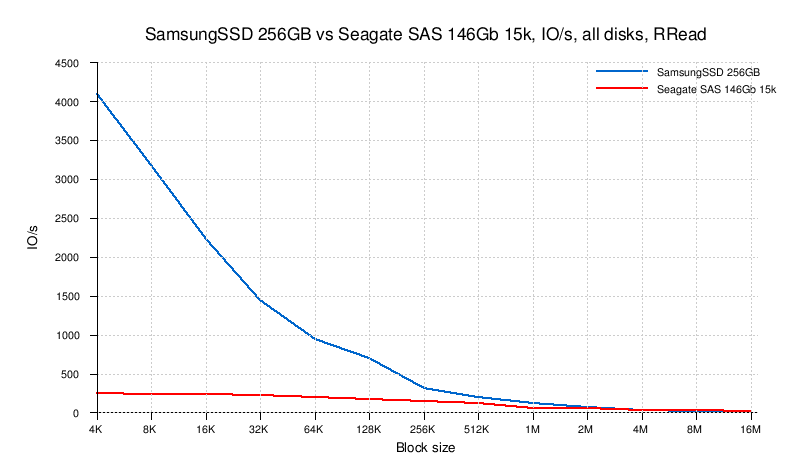 SamsungSSD 256GB vs Seagate SAS 146Gb 15k, IO/s, all disks, RRead
SamsungSSD 256GB
Seagate SAS 146Gb 15k
IO/s
4500
4000
3500
3000
2500
2000
1500
1000
500
0
4K 8K 16K 32K 64K 128K 256K 512K 1M 2M 4M 8M 16M
Block size